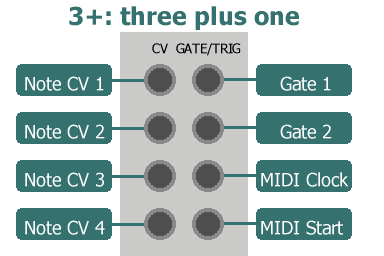 3+: three plus one
CV GATE/TRIG
Note CV 1
Gate 1
Note CV 2
Gate 2
Note CV 3
MIDI Clock
Note CV 4
MIDI Start